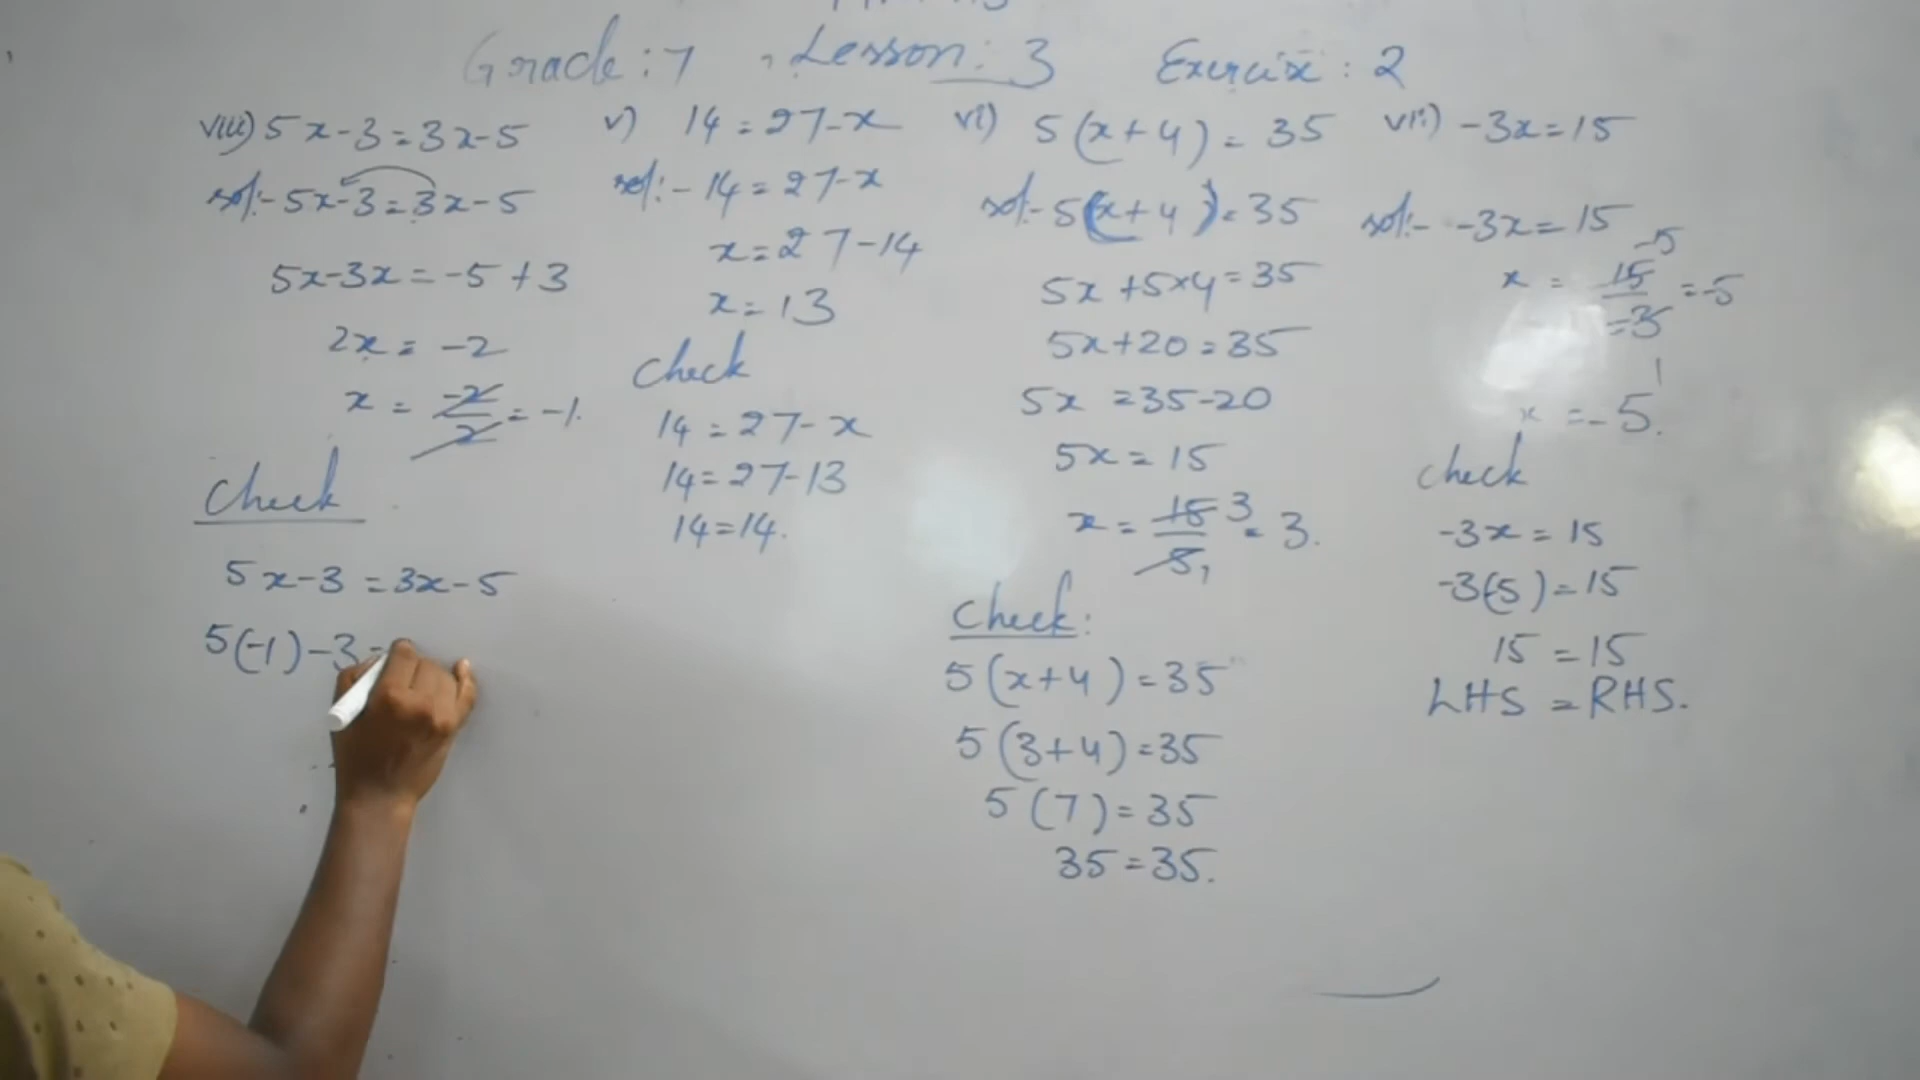 Grade: 7 Lesson: 3 Exercise: 2
viii) 5x-3=3x-5
sol:- 5x-3=3x-5
5x-3x=-5+3
2x=-2
x = -2/2 = -1.
Check
5x-3=3x-5
5(-1)-3=
v) 14=27-x
sol:- 14=27-x
x=27-14
x=13
Check
14=27-x
14=27-13
14=14.
vi) 5(x+4)=35
sol:- 5(x+4)=35
5x+5×4=35
5x+20=35
5x=35-20
5x=15
x = 15/5 3 1 = 3.
Check:
5(x+4)=35
5(3+4)=35
5(7)=35
35=35.
vii) -3x=15
sol:- -3x=15
x = 15/-3 -5 1 = -5
x = -5.
check
-3x=15
-3(-5)=15
15=15
LHS=RHS.